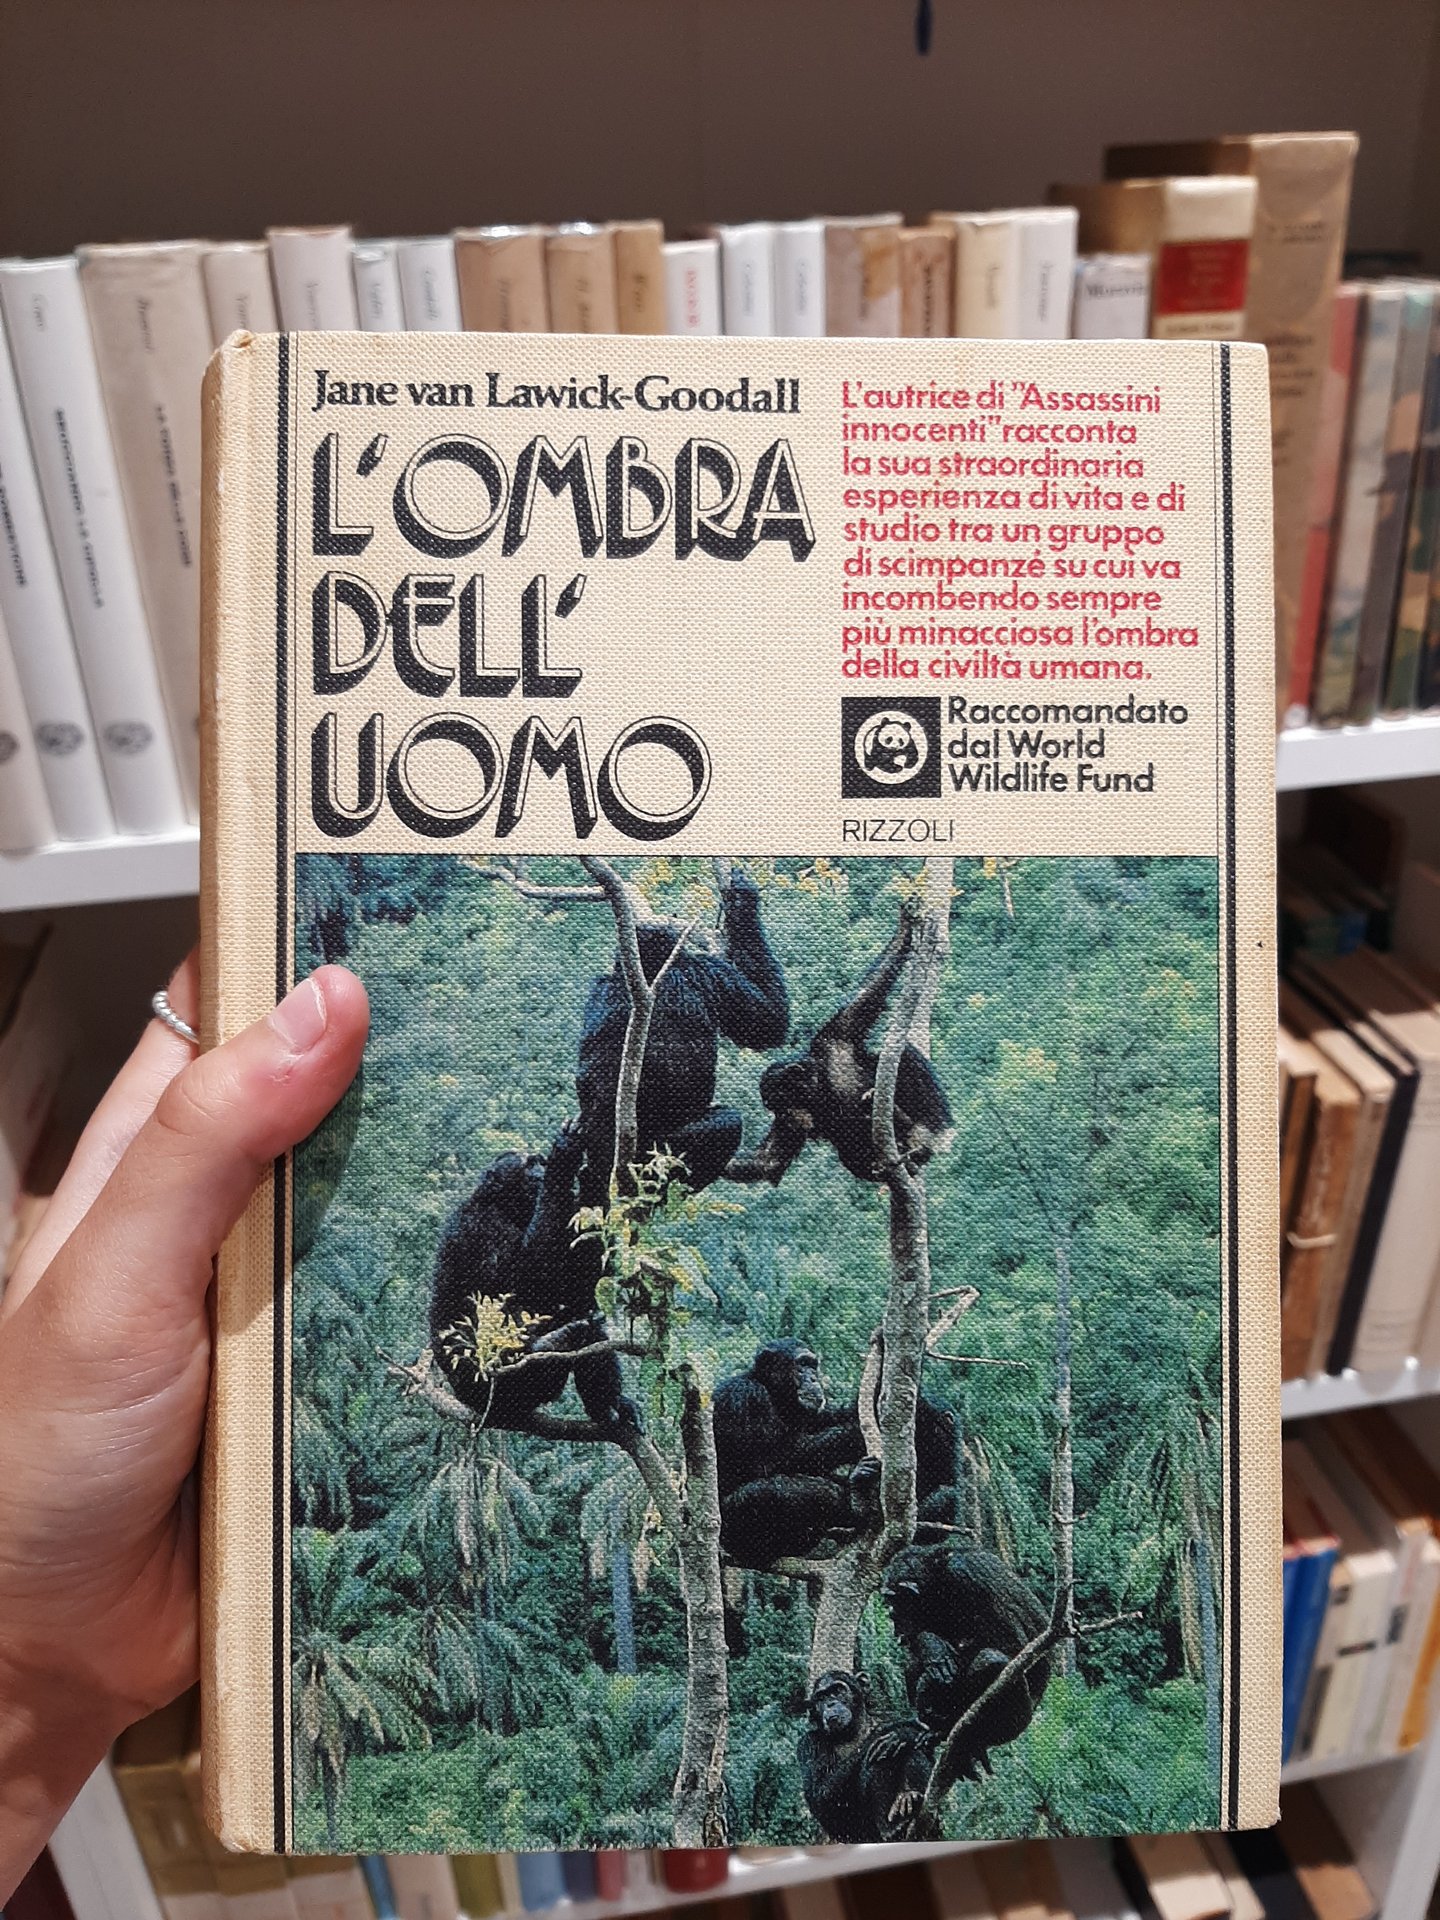 Jane van Lawick-Goodall
L'OMBRA
DELL'
UOMO
L'autrice di "Assassini
innocenti" racconta
la sua straordinaria
esperienza di vita e di
studio tra un gruppo
di scimpanzé su cui va
incombendo sempre
più minacciosa l'ombra
della civiltà umana.
Raccomandato
dal World
Wildlife Fund
RIZZOLI